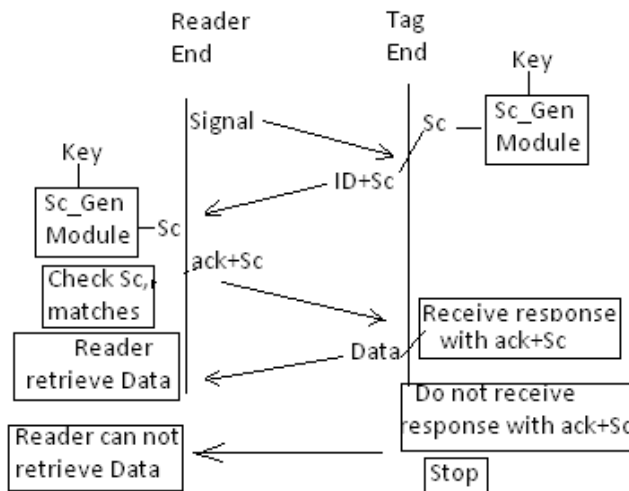 Reader
End
Tag
End
Key
Signal
Sc
Sc_Gen
Module
Key
ID+Sc
Sc_Gen
Module
Sc
ack+Sc
Check Sc,
matches
Receive response
with ack+Sc
Reader
retrieve Data
Data
Do not receive
response with ack+Sc
Reader can not
retrieve Data
Stop